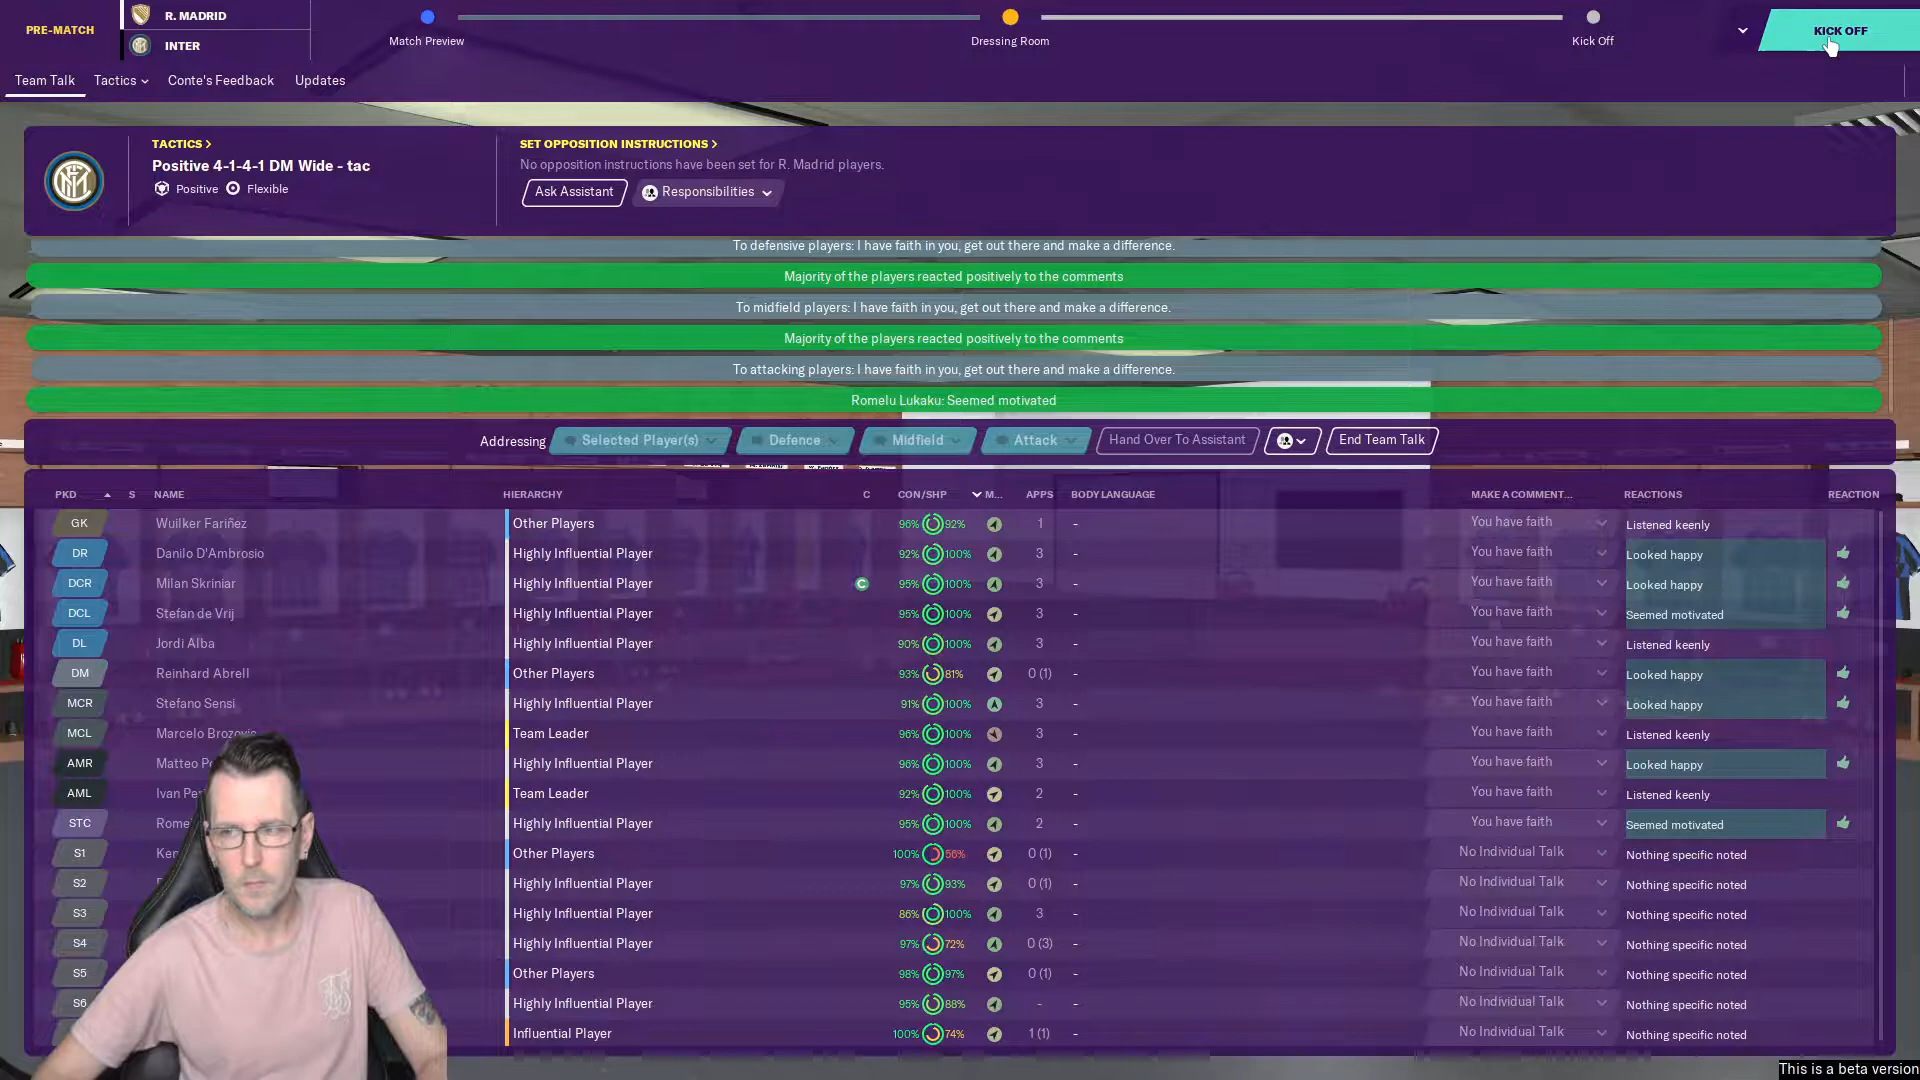 PRE-MATCH
R. MADRID
INTER
Match Preview
Dressing Room
Kick Off
KICK OFF
Team Talk
Tactics
Conte's Feedback
Updates
TACTICS >
Positive 4-1-4-1 DM Wide - tac
Positive
Flexible
SET OPPOSITION INSTRUCTIONS >
No opposition instructions have been set for R. Madrid players.
Ask Assistant
Responsibilities
To defensive players: I have faith in you, get out there and make a difference.
Majority of the players reacted positively to the comments
To midfield players: I have faith in you, get out there and make a difference.
Majority of the players reacted positively to the comments
To attacking players: I have faith in you, get out there and make a difference.
Romelu Lukaku: Seemed motivated
Addressing
Selected Player(s)
Defence
Midfield
Attack
Hand Over To Assistant
End Team Talk
PKD S NAME HIERARCHY C CON/SHP M... APPS BODY LANGUAGE MAKE A COMMENT... REACTIONS REACTION
GK Wuilker Fariñez Other Players 96% 92% 1 - You have faith Listened keenly
DR Danilo D'Ambrosio Highly Influential Player 92% 100% 3 - You have faith Looked happy
DCR Milan Skriniar Highly Influential Player C 95% 100% 3 - You have faith Looked happy
DCL Stefan de Vrij Highly Influential Player 95% 100% 3 - You have faith Seemed motivated
DL Jordi Alba Highly Influential Player 90% 100% 3 - You have faith Listened keenly
DM Reinhard Abrell Other Players 93% 81% 0 (1) - You have faith Looked happy
MCR Stefano Sensi Highly Influential Player 91% 100% 3 - You have faith Looked happy
MCL Marcelo Team Leader 96% 100% 3 - You have faith Listened keenly
AMR Matteo Highly Influential Player 96% 100% 3 - You have faith Looked happy
AML Ivan Team Leader 92% 100% 2 - You have faith Listened keenly
STC Highly Influential Player 95% 100% 2 - You have faith Seemed motivated
S1 Other Players 100% 56% 0 (1) - No Individual Talk Nothing specific noted
S2 Highly Influential Player 97% 93% 0 (1) - No Individual Talk Nothing specific noted
S3 Highly Influential Player 86% 100% 3 - No Individual Talk Nothing specific noted
S4 Highly Influential Player 97% 72% 0 (3) - No Individual Talk Nothing specific noted
S5 Other Players 98% 97% 0 (1) - No Individual Talk Nothing specific noted
S6 Highly Influential Player 95% 88% - - No Individual Talk Nothing specific noted
Influential Player 100% 74% 1 (1) - No Individual Talk Nothing specific noted
This is a beta version